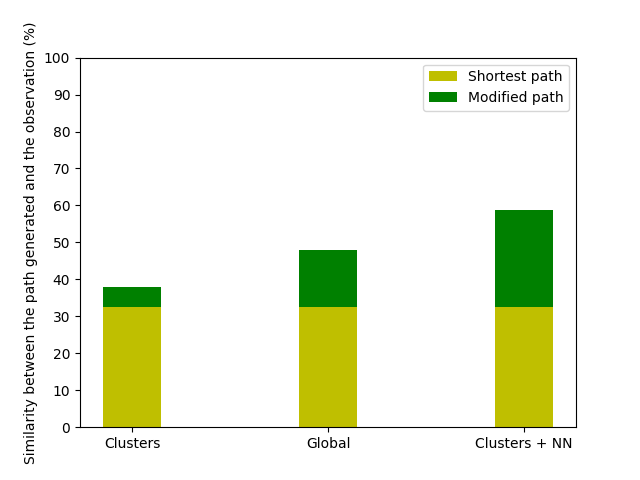 Similarity between the path generated and the observation (%)
100
90
80
70
60
50
40
30
20
10
0
Shortest path
Modified path
Clusters
Global
Clusters + NN